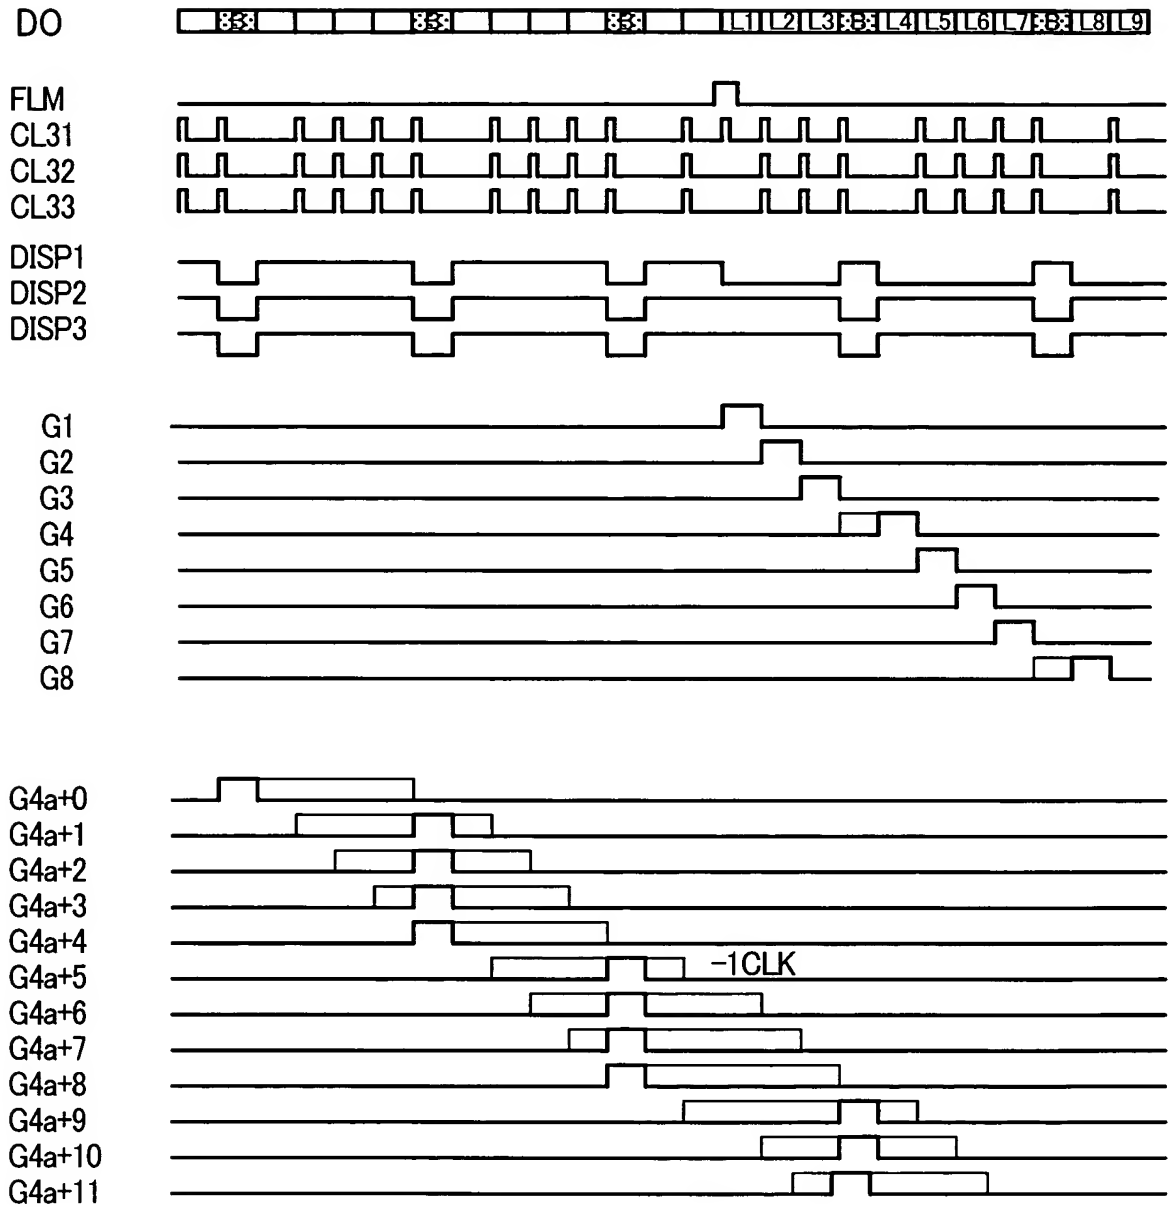 DO B B B L1 L2 L3 B L4 L5 L6 L7 B L8 L9
FLM
CL31
CL32
CL33
DISP1
DISP2
DISP3
G1
G2
G3
G4
G5
G6
G7
G8
G4a+0
G4a+1
G4a+2
G4a+3
G4a+4
G4a+5 -1CLK
G4a+6
G4a+7
G4a+8
G4a+9
G4a+10
G4a+11